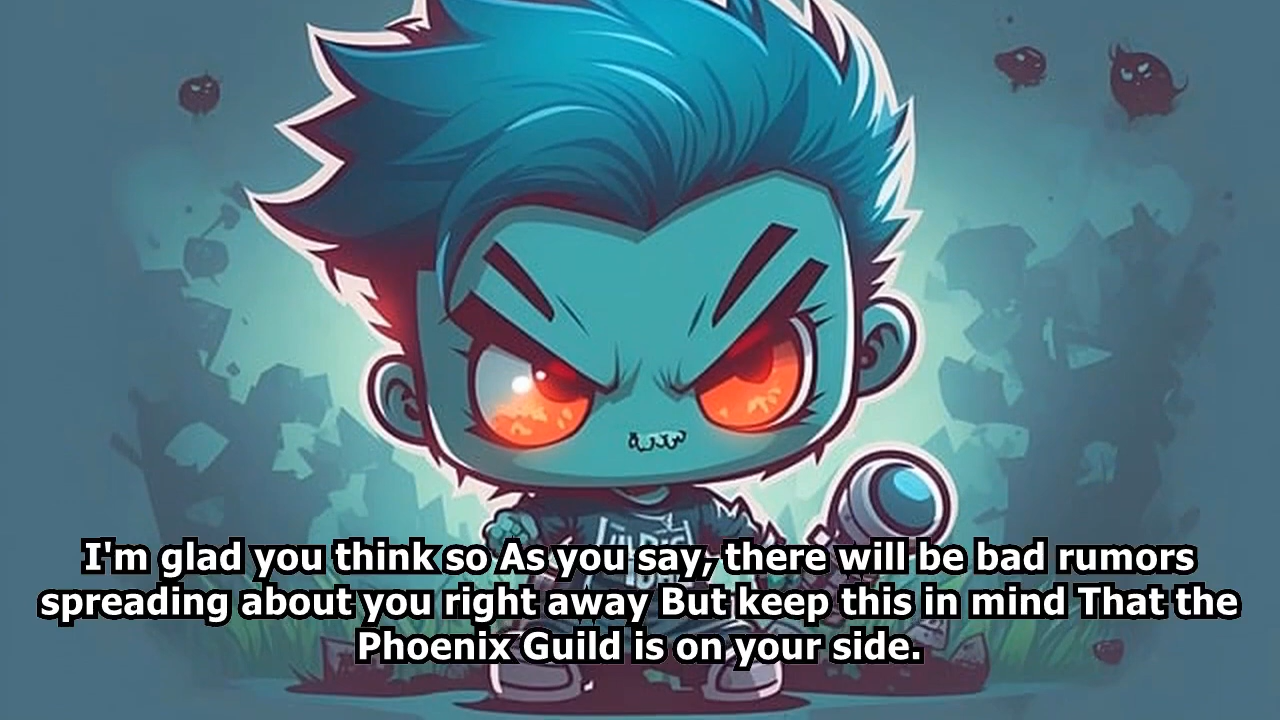 I'm glad you think so As you say, there will be bad rumors
spreading about you right away But keep this in mind That the
Phoenix Guild is on your side.